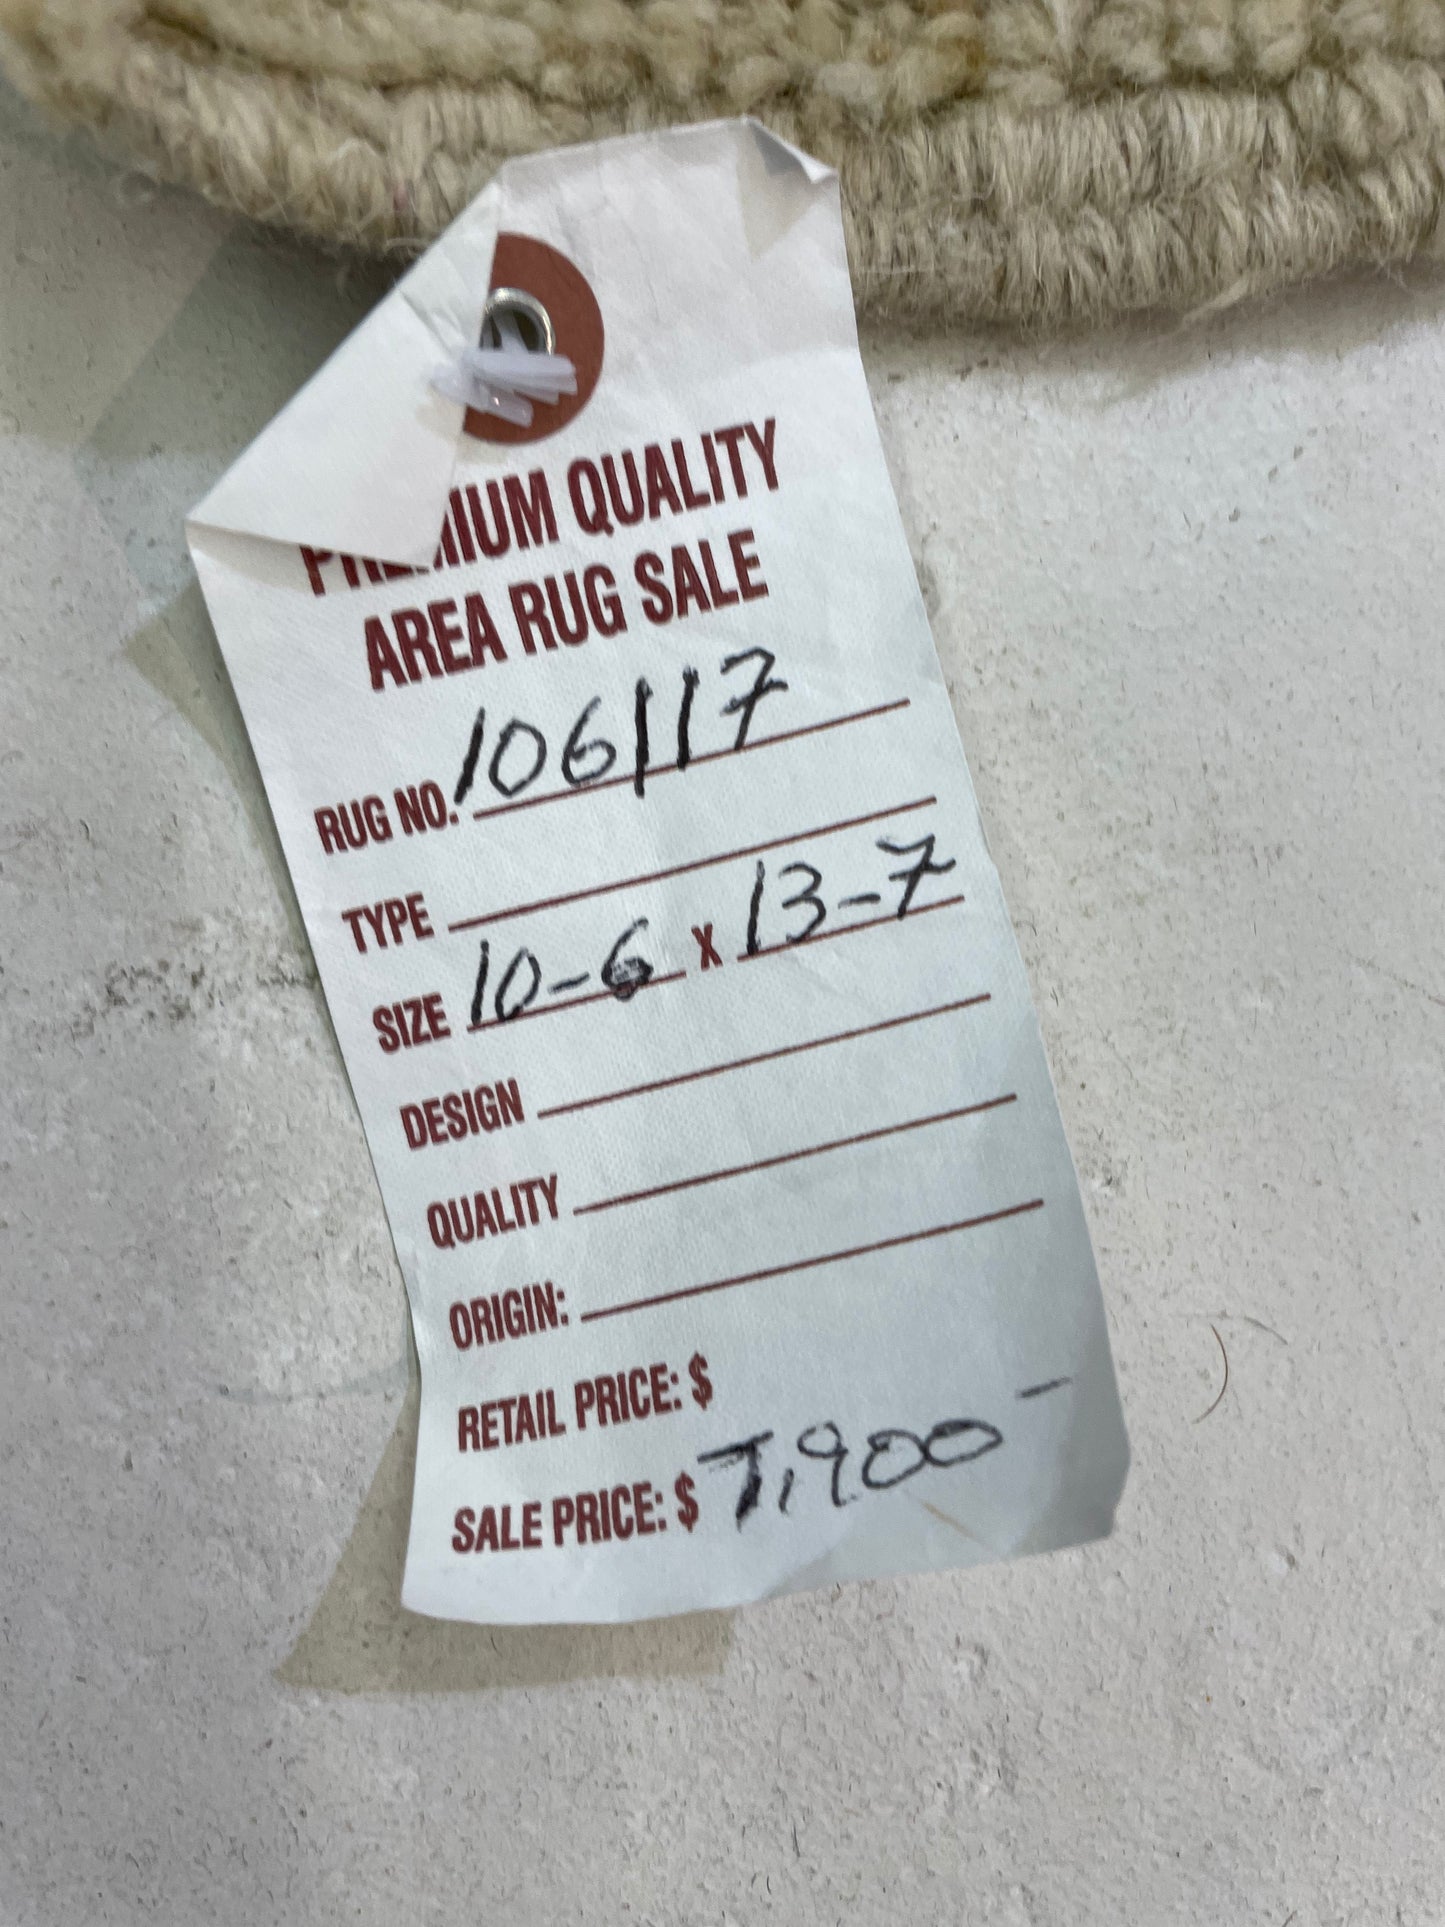 PREMIUM QUALITY
AREA RUG SALE
RUG NO. 106117
TYPE
SIZE 10-6 X 13-7
DESIGN
QUALITY
ORIGIN:
RETAIL PRICE: $
SALE PRICE: $ 7,900-